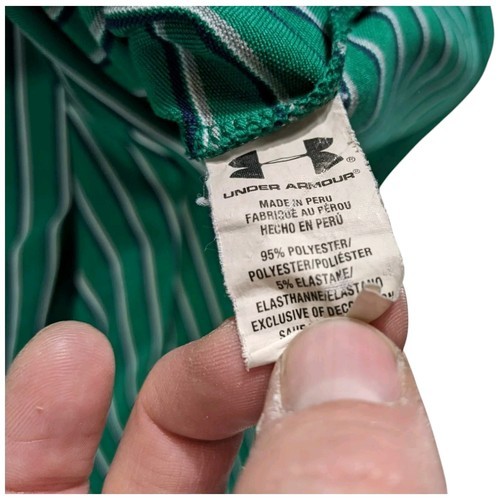 UNDER ARMOUR®
MADE IN PERU
FABRIQUÉ AU PÉROU
HECHO EN PERÚ
95% POLYESTER/
POLYESTER/POLIÉSTER
5% ELASTANE/
ELASTHANNE/ELASTANO
EXCLUSIVE OF
SAUF